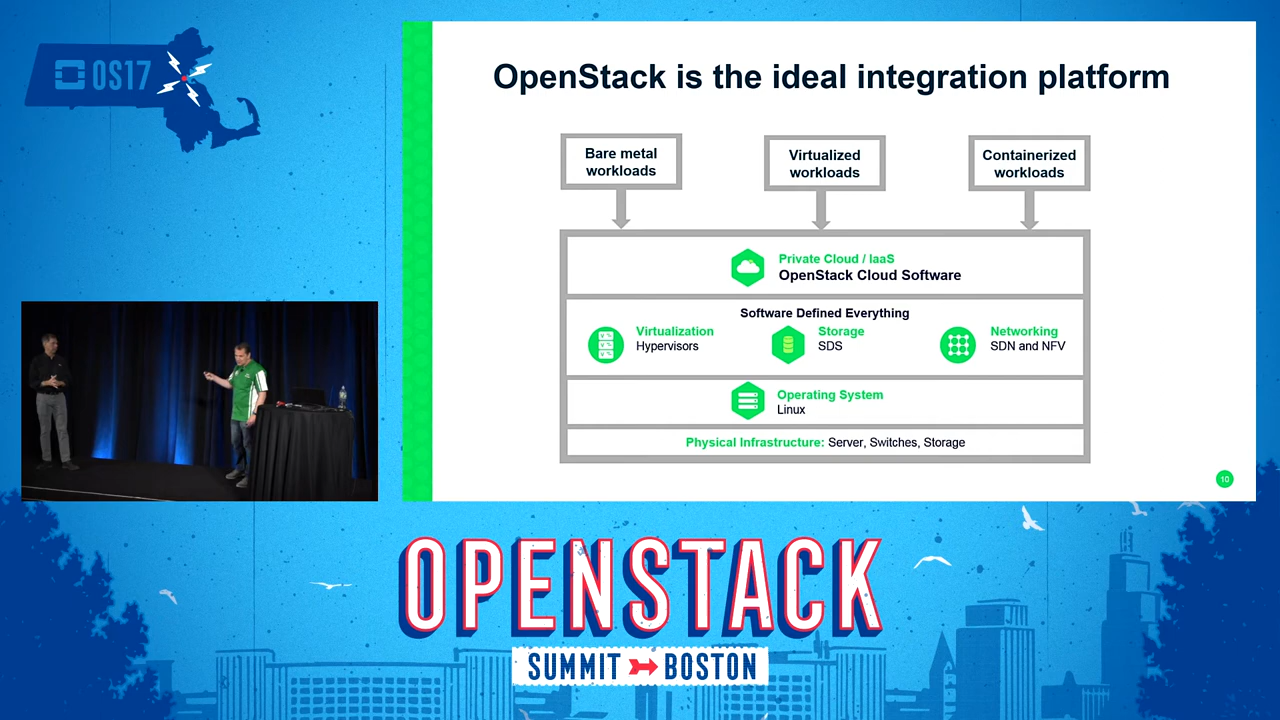 OS17
OpenStack is the ideal integration platform
Bare metal
workloads
Virtualized
workloads
Containerized
workloads
Private Cloud / IaaS
OpenStack Cloud Software
Software Defined Everything
Virtualization
Hypervisors
Storage
SDS
Networking
SDN and NFV
Operating System
Linux
Physical Infrastructure: Server, Switches, Storage
10
OPENSTACK
SUMMIT BOSTON